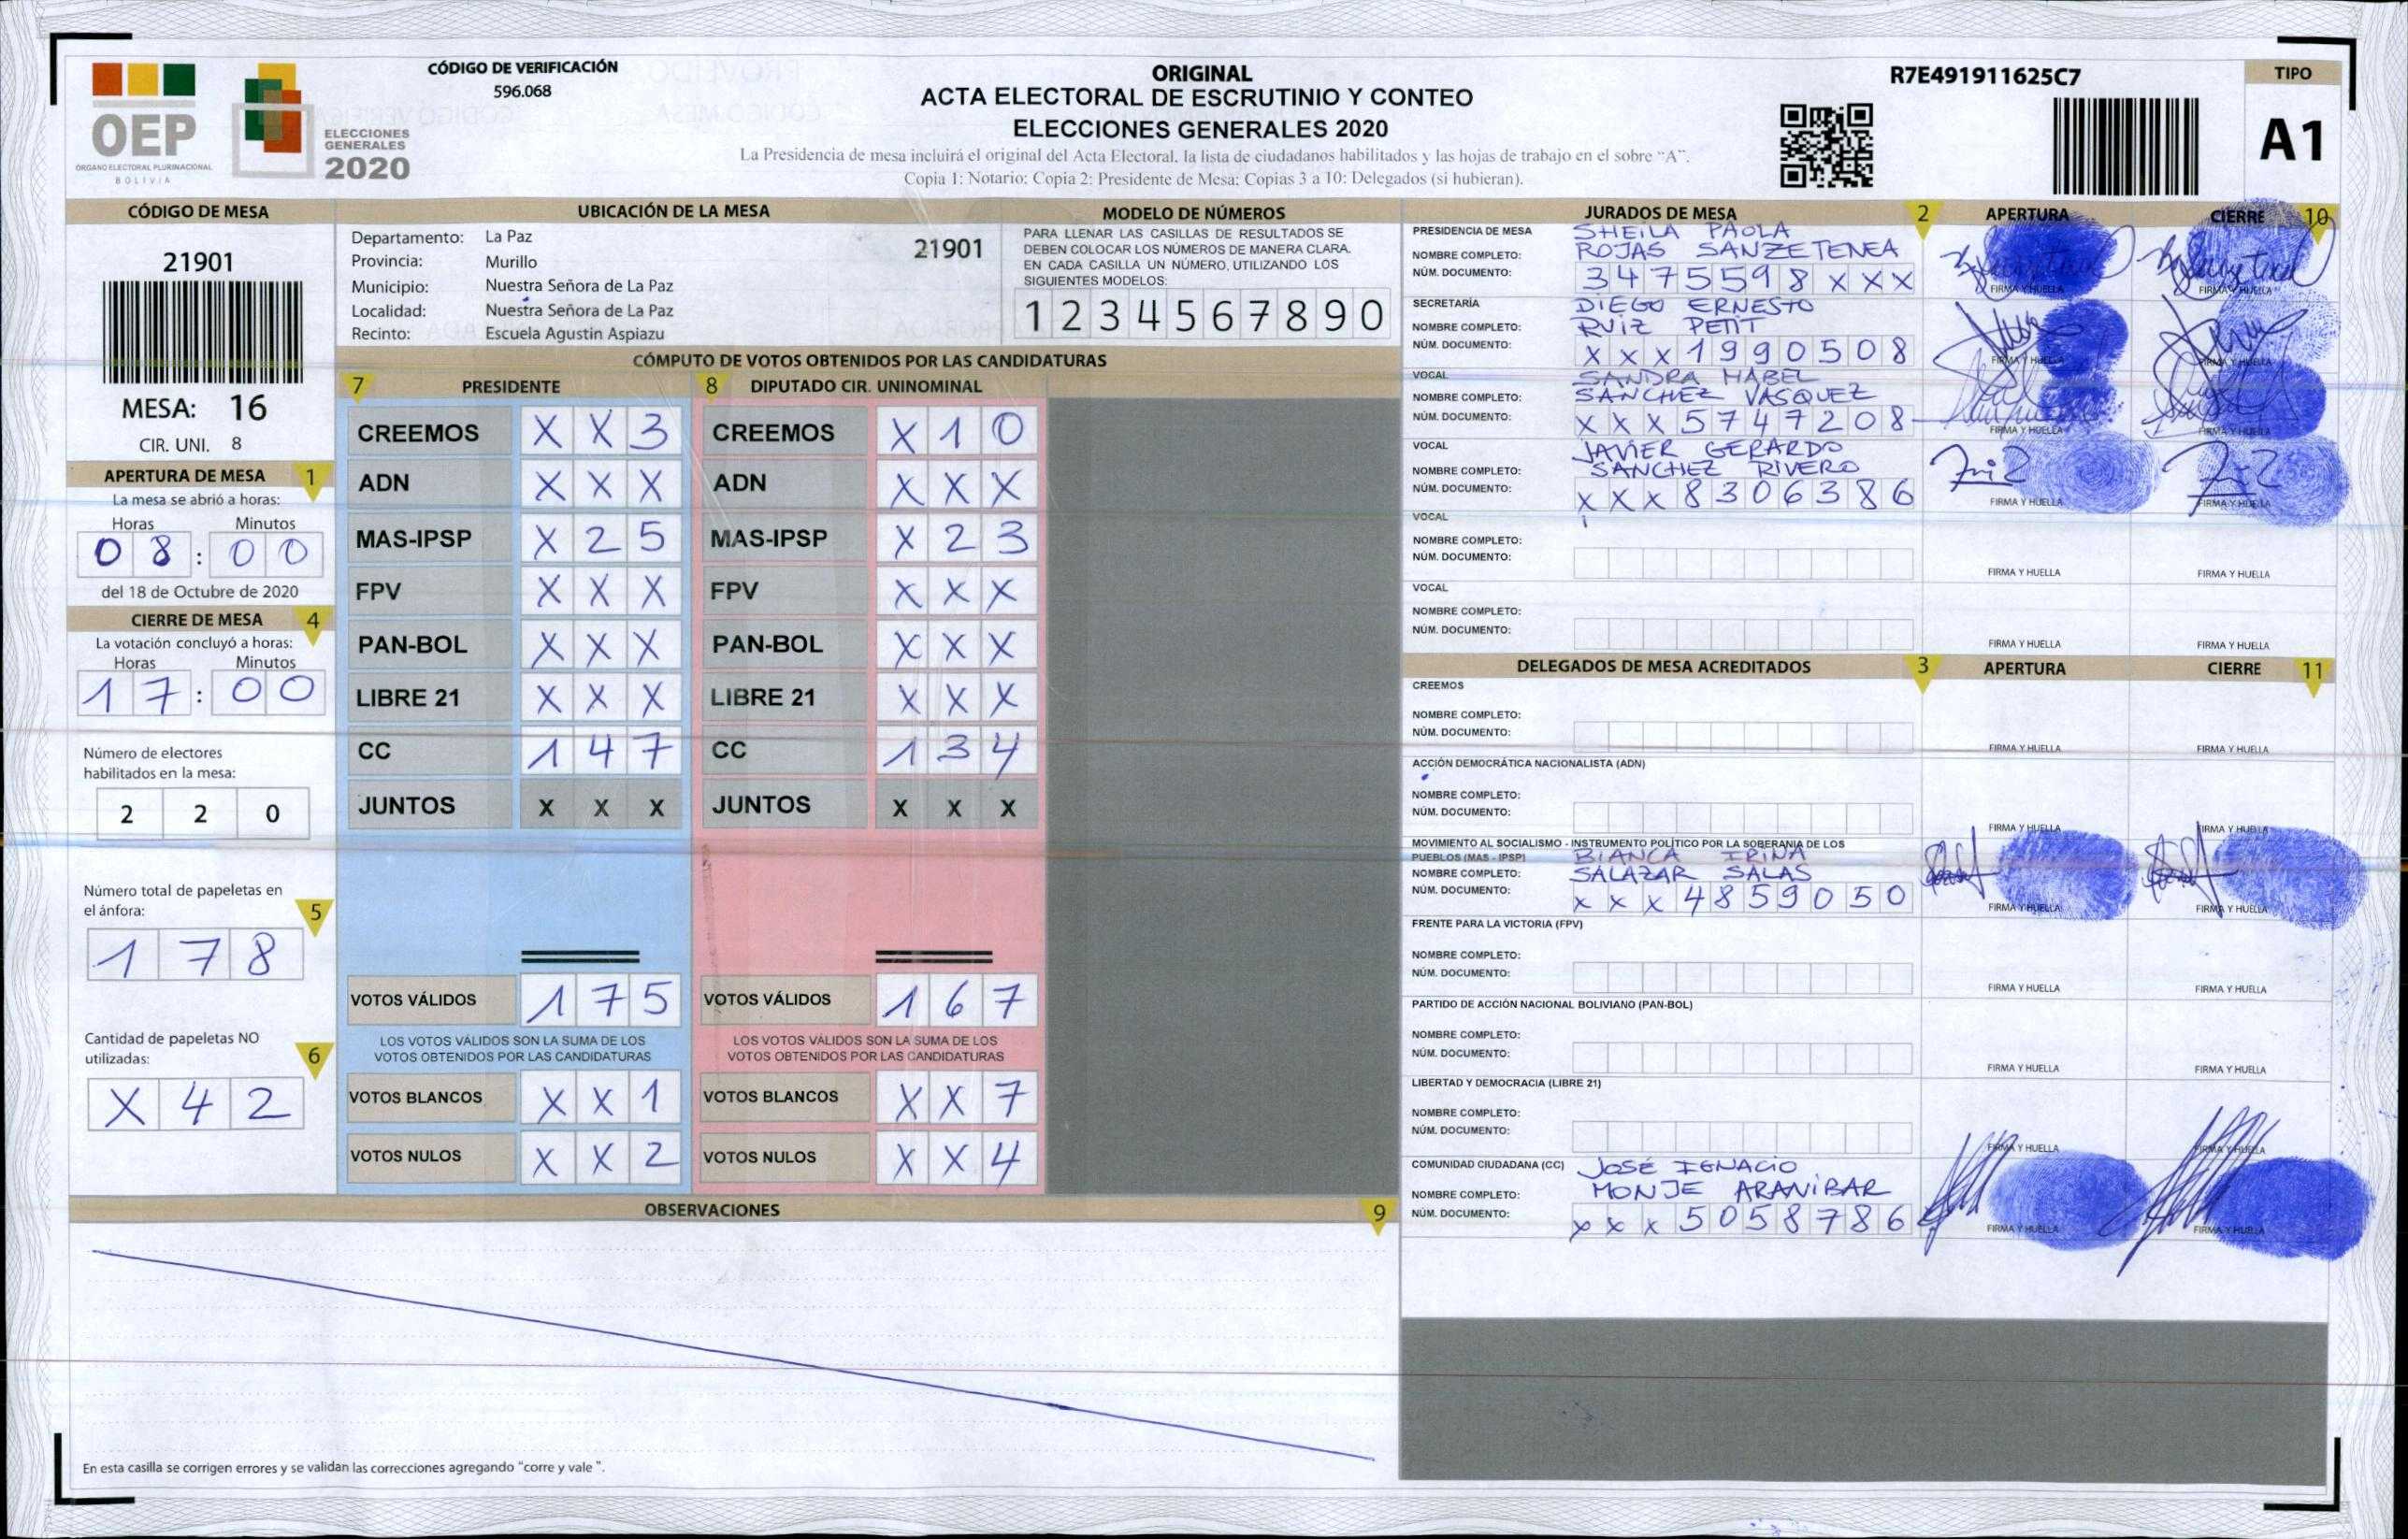 CÓDIGO DE VERIFICACIÓN
596.068
OEP
ÓRGANO ELECTORAL PLURINACIONAL
BOLIVIA
ELECCIONES
GENERALES
2020
ORIGINAL
ACTA ELECTORAL DE ESCRUTINIO Y CONTEO
ELECCIONES GENERALES 2020
La Presidencia de mesa incluirá el original del Acta Electoral, la lista de ciudadanos habilitados y las hojas de trabajo en el sobre "A".
Copia 1: Notario; Copia 2: Presidente de Mesa; Copias 3 a 10: Delegados (si hubieran).
R7E491911625C7
TIPO
A1
CÓDIGO DE MESA
21901
MESA: 16
CIR. UNI. 8
APERTURA DE MESA 1
La mesa se abrió a horas:
Horas Minutos
08:00
del 18 de Octubre de 2020
CIERRE DE MESA 4
La votación concluyó a horas:
Horas Minutos
17:00
Número de electores
habilitados en la mesa:
2 2 0
Número total de papeletas en
el ánfora: 5
1 7 8
Cantidad de papeletas NO
utilizadas: 6
X 4 2
UBICACIÓN DE LA MESA
Departamento: La Paz
21901
Provincia: Murillo
Municipio: Nuestra Señora de La Paz
Localidad: Nuestra Señora de La Paz
Recinto: Escuela Agustin Aspiazu
MODELO DE NÚMEROS
PARA LLENAR LAS CASILLAS DE RESULTADOS SE
DEBEN COLOCAR LOS NÚMEROS DE MANERA CLARA.
EN CADA CASILLA UN NÚMERO, UTILIZANDO LOS
SIGUIENTES MODELOS:
1 2 3 4 5 6 7 8 9 0
CÓMPUTO DE VOTOS OBTENIDOS POR LAS CANDIDATURAS
7 PRESIDENTE
CREEMOS X X 3
ADN X X X
MAS-IPSP X 2 5
FPV X X X
PAN-BOL X X X
LIBRE 21 X X X
CC 1 4 7
JUNTOS X X X
VOTOS VÁLIDOS 1 7 5
LOS VOTOS VÁLIDOS SON LA SUMA DE LOS
VOTOS OBTENIDOS POR LAS CANDIDATURAS
VOTOS BLANCOS X X 1
VOTOS NULOS X X 2
8 DIPUTADO CIR. UNINOMINAL
CREEMOS X 1 0
ADN X X X
MAS-IPSP X 2 3
FPV X X X
PAN-BOL X X X
LIBRE 21 X X X
CC 1 3 4
JUNTOS X X X
VOTOS VÁLIDOS 1 6 7
LOS VOTOS VÁLIDOS SON LA SUMA DE LOS
VOTOS OBTENIDOS POR LAS CANDIDATURAS
VOTOS BLANCOS X X 7
VOTOS NULOS X X 4
OBSERVACIONES 9
En esta casilla se corrigen errores y se validan las correcciones agregando "corre y vale ".
JURADOS DE MESA 2 APERTURA CIERRE 10
PRESIDENCIA DE MESA SHEILA PAOLA
NOMBRE COMPLETO: ROJAS SANZETENEA
NÚM. DOCUMENTO: 3475598XXX
FIRMA Y HUELLA FIRMA Y HUELLA
SECRETARÍA DIEGO ERNESTO
NOMBRE COMPLETO: RUIZ PETIT
NÚM. DOCUMENTO: XXX1990508
FIRMA Y HUELLA FIRMA Y HUELLA
VOCAL SANDRA MABEL
NOMBRE COMPLETO: SANCHEZ VASQUEZ
NÚM. DOCUMENTO: XXX5747208
FIRMA Y HUELLA FIRMA Y HUELLA
VOCAL JAVIER GERARDO
NOMBRE COMPLETO: SANCHEZ RIVERO
NÚM. DOCUMENTO: XXX8306386
FIRMA Y HUELLA FIRMA Y HUELLA
VOCAL
NOMBRE COMPLETO:
NÚM. DOCUMENTO:
FIRMA Y HUELLA FIRMA Y HUELLA
VOCAL
NOMBRE COMPLETO:
NÚM. DOCUMENTO:
FIRMA Y HUELLA FIRMA Y HUELLA
DELEGADOS DE MESA ACREDITADOS 3 APERTURA CIERRE 11
CREEMOS
NOMBRE COMPLETO:
NÚM. DOCUMENTO:
FIRMA Y HUELLA FIRMA Y HUELLA
ACCIÓN DEMOCRÁTICA NACIONALISTA (ADN)
NOMBRE COMPLETO:
NÚM. DOCUMENTO:
FIRMA Y HUELLA FIRMA Y HUELLA
MOVIMIENTO AL SOCIALISMO - INSTRUMENTO POLÍTICO POR LA SOBERANÍA DE LOS
PUEBLOS (MAS - IPSP) BIANCA IRINA
NOMBRE COMPLETO: SALAZAR SALAS
NÚM. DOCUMENTO: XXX4859050
FIRMA Y HUELLA FIRMA Y HUELLA
FRENTE PARA LA VICTORIA (FPV)
NOMBRE COMPLETO:
NÚM. DOCUMENTO:
FIRMA Y HUELLA FIRMA Y HUELLA
PARTIDO DE ACCIÓN NACIONAL BOLIVIANO (PAN-BOL)
NOMBRE COMPLETO:
NÚM. DOCUMENTO:
FIRMA Y HUELLA FIRMA Y HUELLA
LIBERTAD Y DEMOCRACIA (LIBRE 21)
NOMBRE COMPLETO:
NÚM. DOCUMENTO:
FIRMA Y HUELLA FIRMA Y HUELLA
COMUNIDAD CIUDADANA (CC) JOSÉ IGNACIO
NOMBRE COMPLETO: MONJE ARANIBAR
NÚM. DOCUMENTO: XXX5058786
FIRMA Y HUELLA FIRMA Y HUELLA